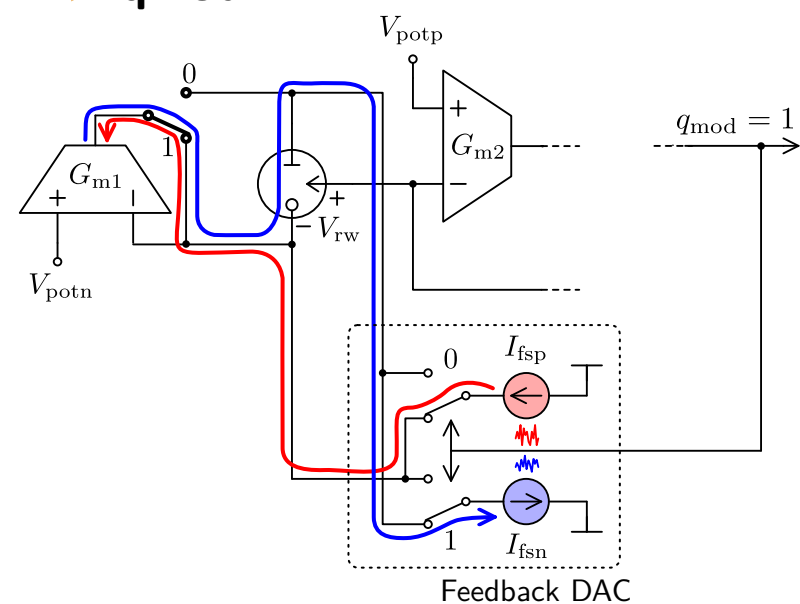 V_potp
0
q_mod = 1
+
G_m2
1
G_m1
−
+
+
− V_rw
V_potn
0
I_fsp
1
I_fsn
Feedback DAC